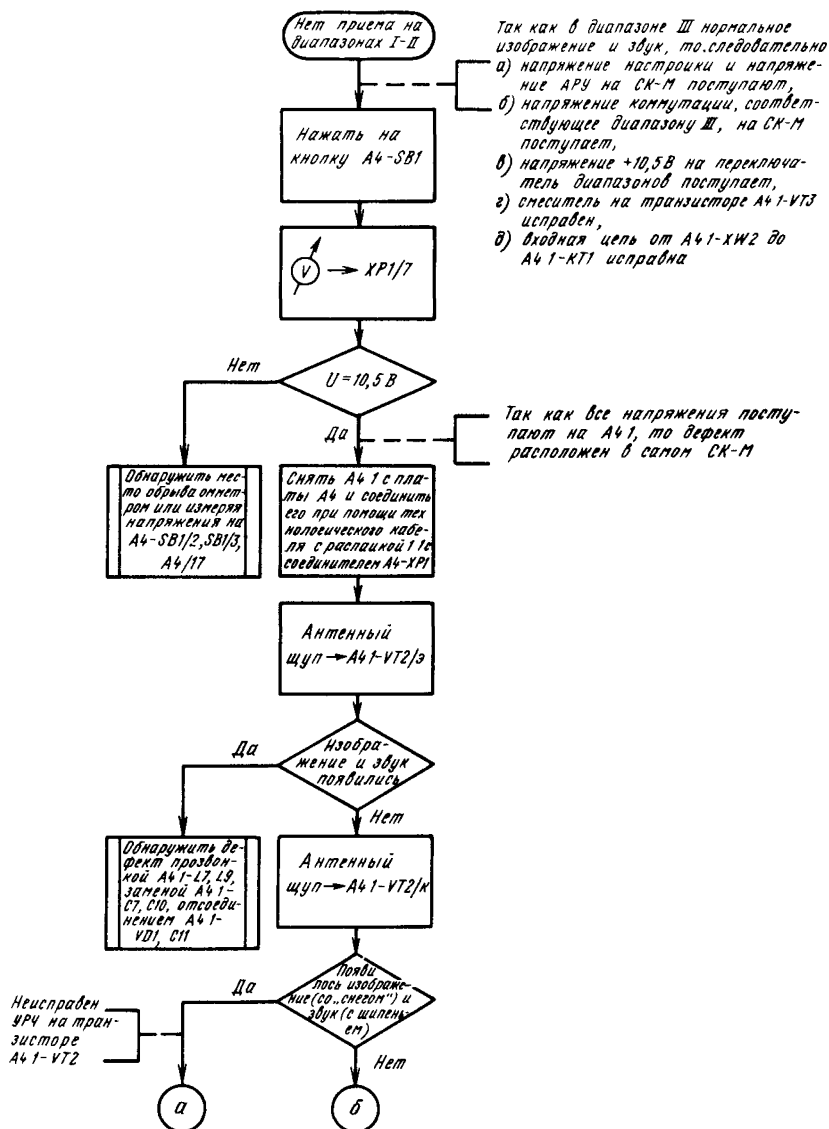 Нет приема на
диапазонах I-II
Так как в диапазоне III нормальное
изображение и звук, то.следовательно
а) напряжение настройки и напряже-
ние АРУ на СК-М поступают,
б) напряжение коммутации, соответ-
ствующее диапазону III, на СК-М
поступает,
в) напряжение +10,5 В на переключа-
тель диапазонов поступает,
г) смеситель на транзисторе А4 1-VT3
исправен,
д) входная цепь от А4 1-XW2 до
А4 1-КТ1 исправна
Нажать на
кнопку А4-SB1
V → XP1/7
U=10,5 В
Нет
Да
Так как все напряжения посту-
пают на А4 1, то дефект
расположен в самом СК-М
Обнаружить мес-
то обрыва оммет-
ром или измеряя
напряжения на
А4-SB1/2, SB1/3,
А4/17
Снять А4 1 с пла-
ты А4 и соединить
его при помощи тех
нологического кабе-
ля с распайкой 1 1 с
соединителем А4-XP1
Антенный
щуп → А4 1-VT2/э
Изобра-
жение и звук
появились
Да
Нет
Обнаружить де-
фект прозвон-
кой А4 1-L7, L9,
заменой А4 1-
С7, С10, отсоеди-
нением А4 1-
VD1, С11
Антенный
щуп → А4 1-VT2/к
Появи
лось изображе-
ние (со „снегом") и
звук (с шипень-
ем)
Да
Нет
Неисправен
УРЧ на тран-
зисторе
А4 1-VT2
а
б